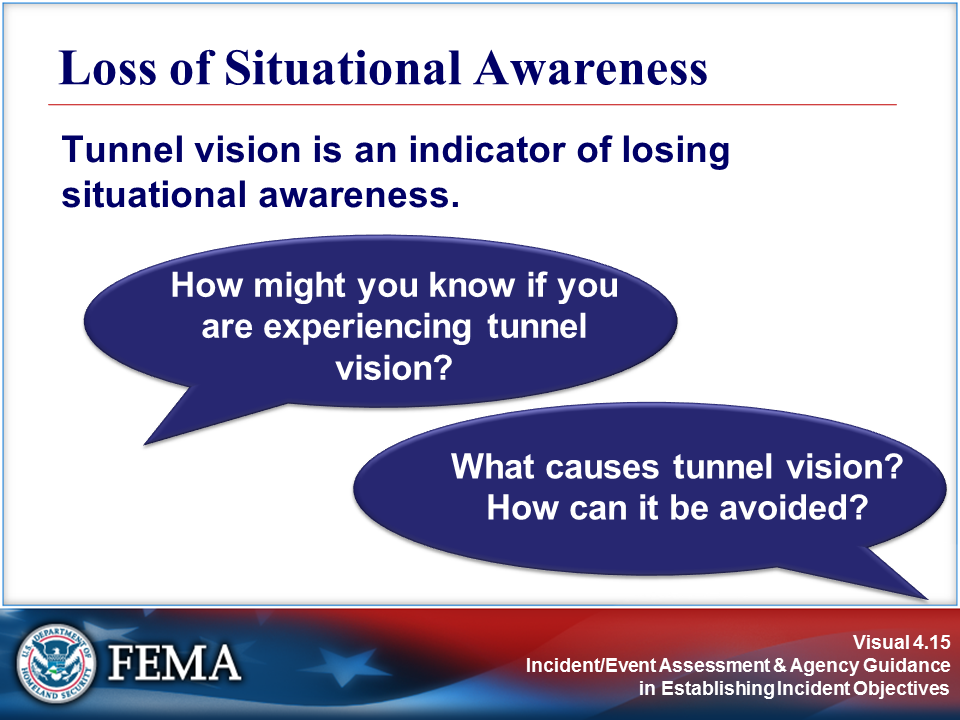 Loss of Situational Awareness
Tunnel vision is an indicator of losing
situational awareness.
How might you know if you
are experiencing tunnel
vision?
What causes tunnel vision?
How can it be avoided?
U.S. DEPARTMENT OF
HOMELAND SECURITY
FEMA
Visual 4.15
Incident/Event Assessment & Agency Guidance
in Establishing Incident Objectives